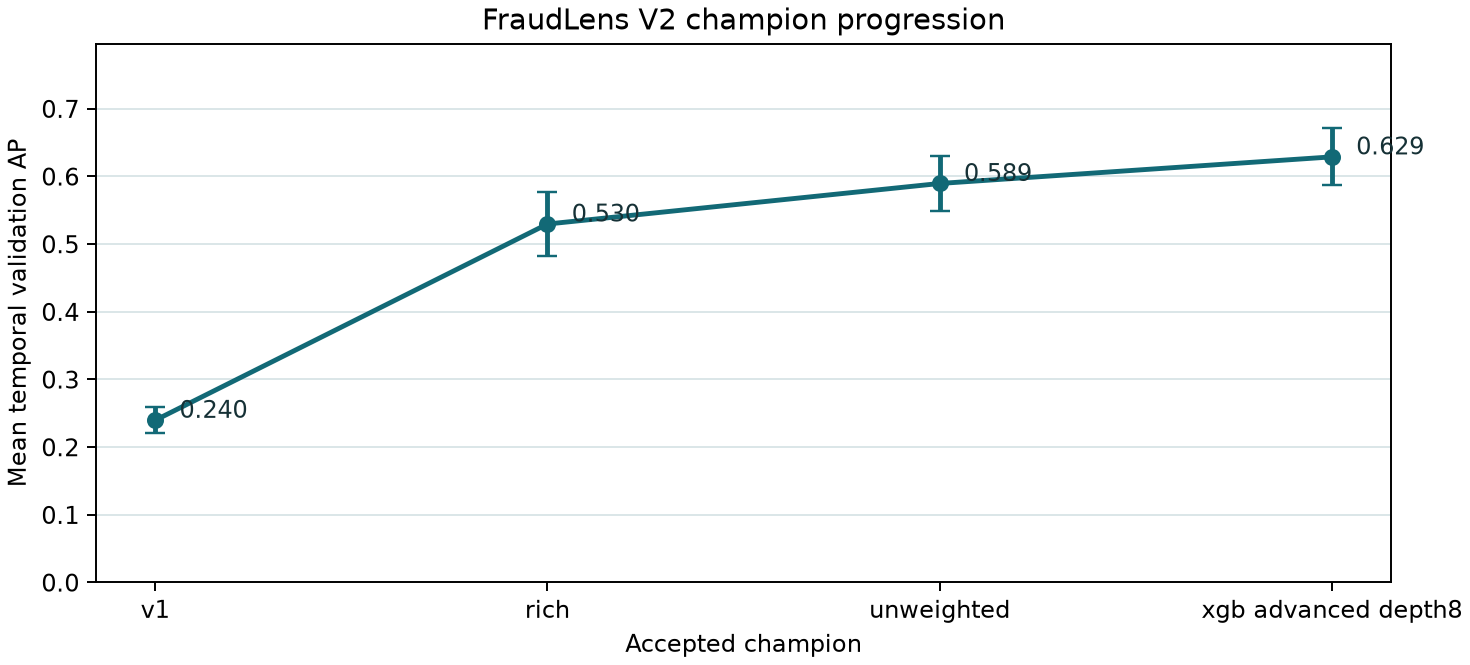 FraudLens V2 champion progression
Mean temporal validation AP
0.7
0.6
0.5
0.4
0.3
0.2
0.1
0.0
0.240
0.530
0.589
0.629
v1
rich
unweighted
xgb advanced depth8
Accepted champion